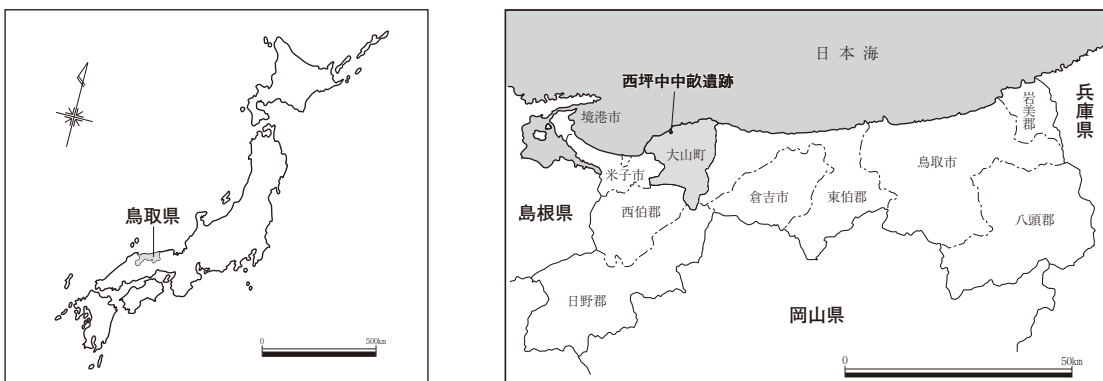 鳥取県
0
500km
日本海
西坪中中畝遺跡
境港市
大山町
米子市
西伯郡
島根県
倉吉市
東伯郡
鳥取市
岩美郡
兵庫県
八頭郡
日野郡
岡山県
0
50km